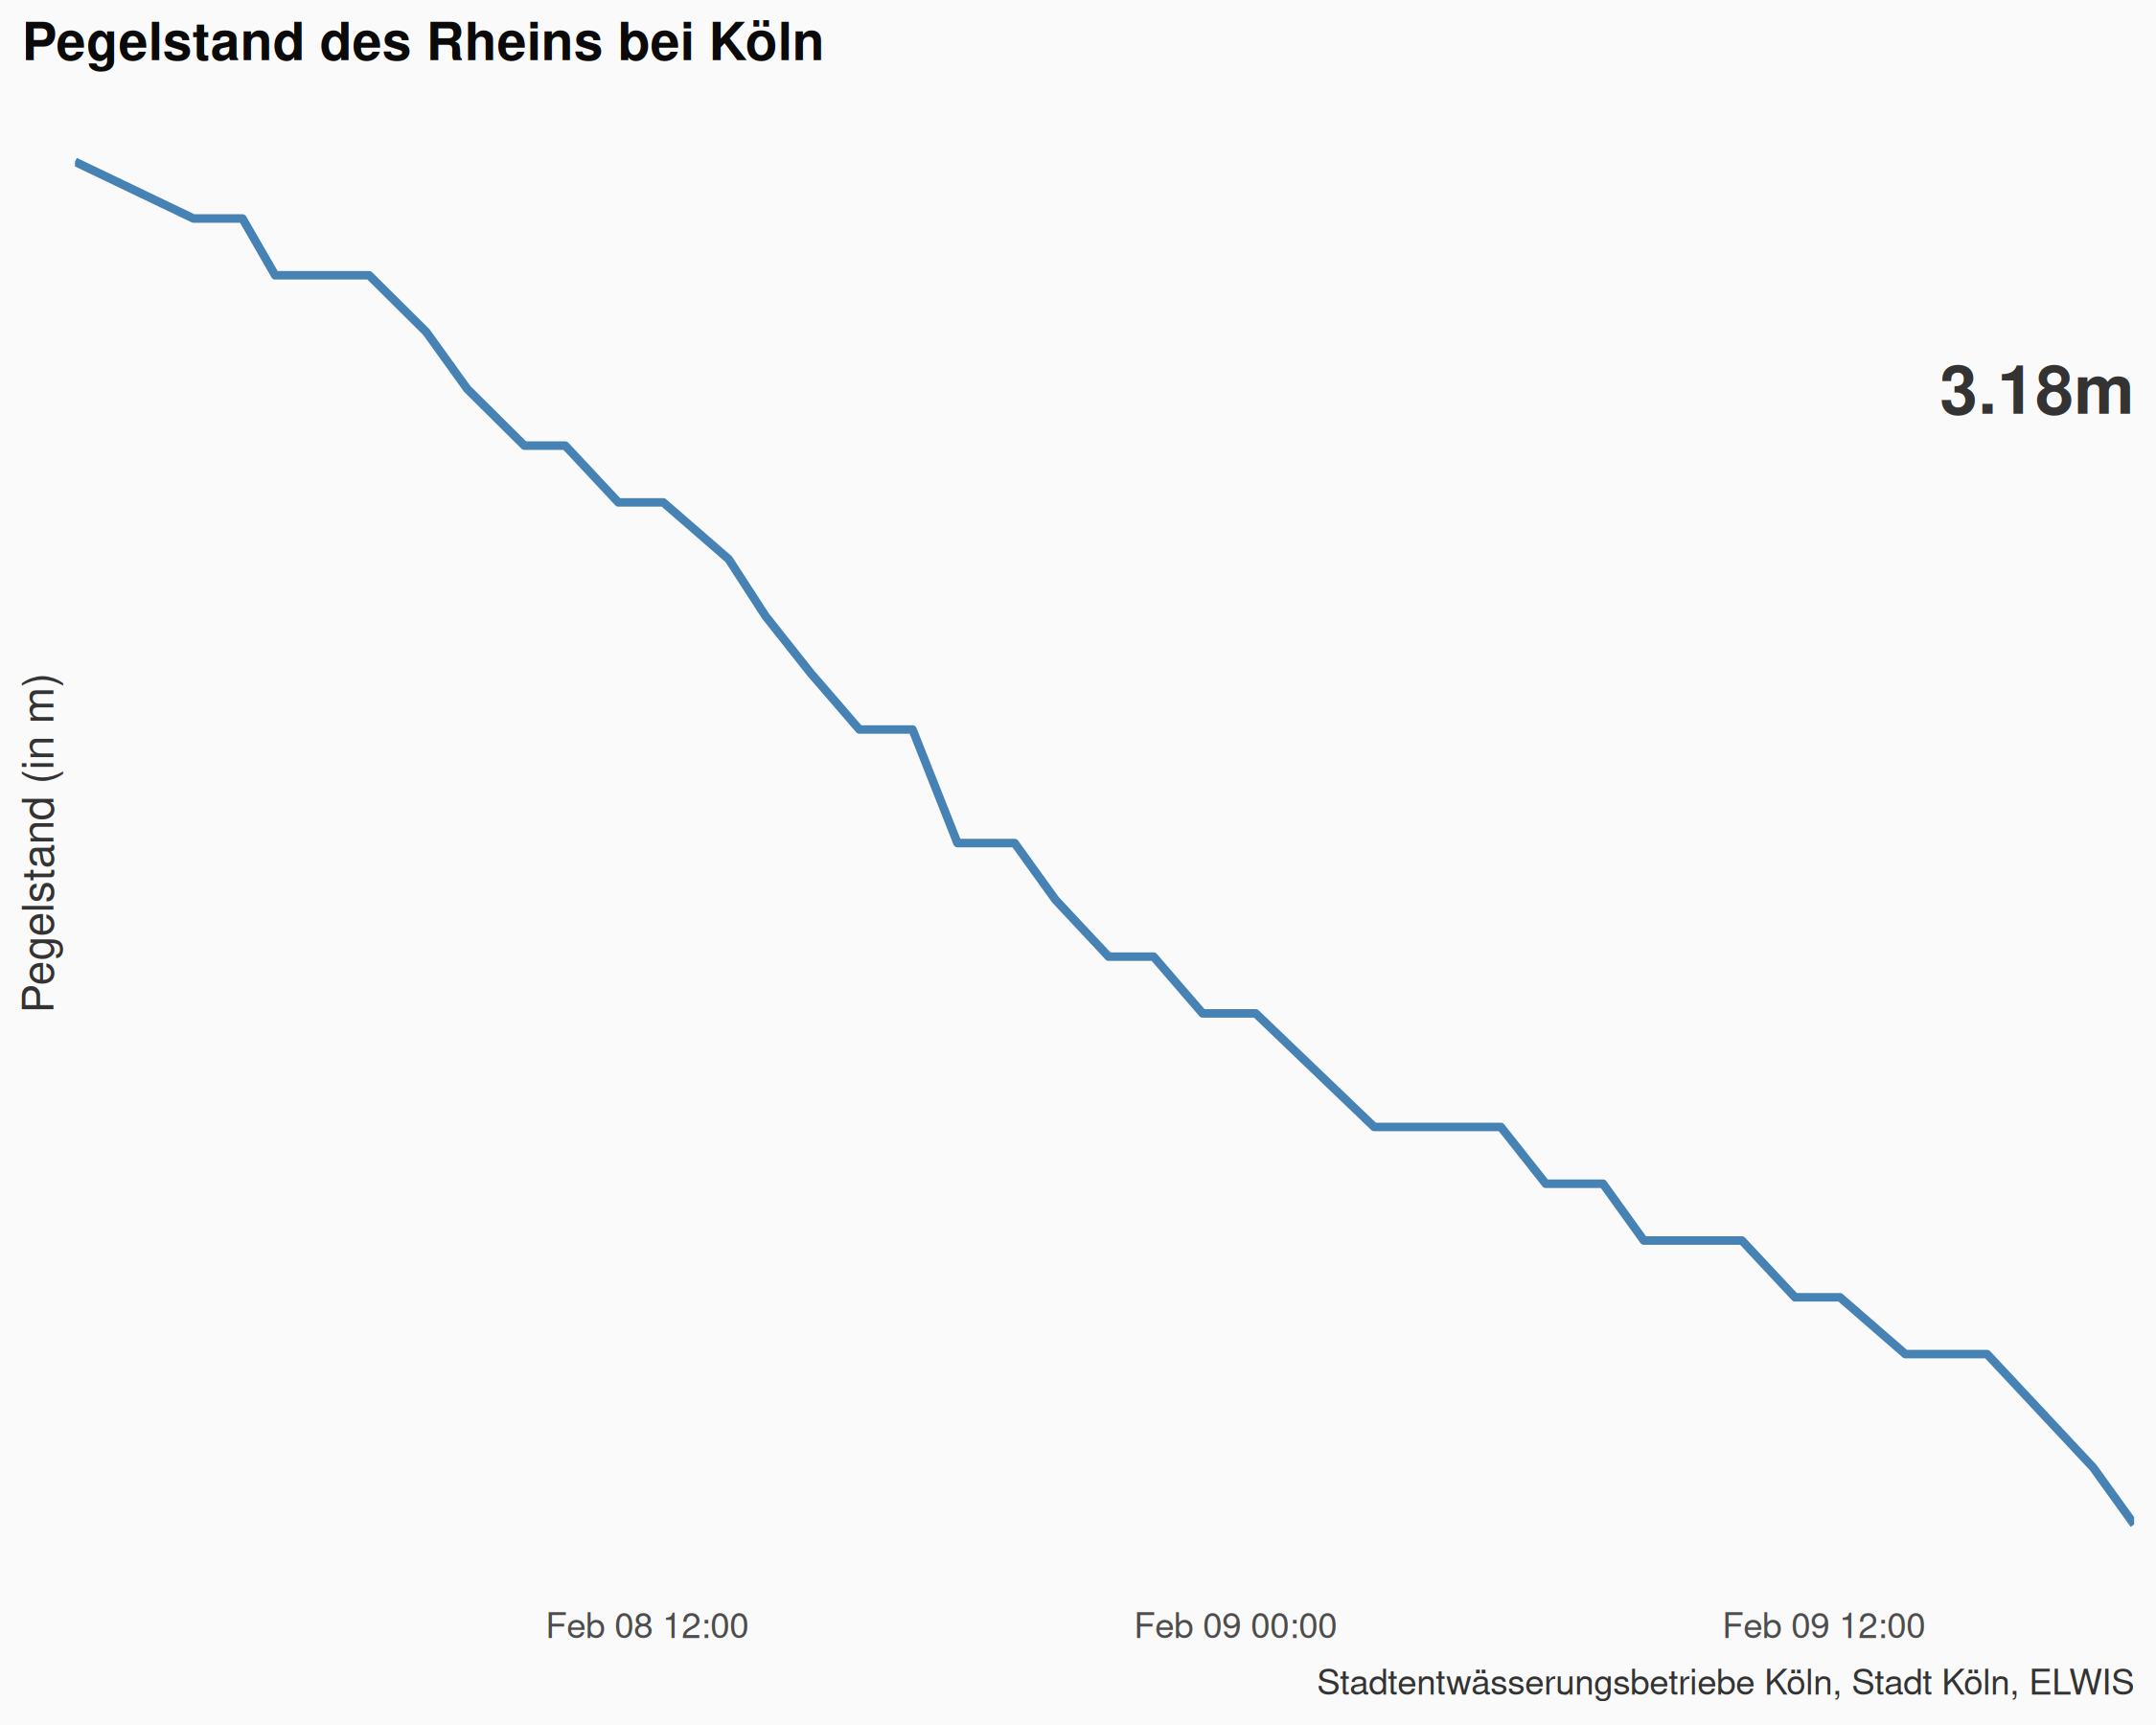 Pegelstand des Rheins bei Köln
3.18m
Pegelstand (in m)
Feb 08 12:00
Feb 09 00:00
Feb 09 12:00
Stadtentwässerungsbetriebe Köln, Stadt Köln, ELWIS